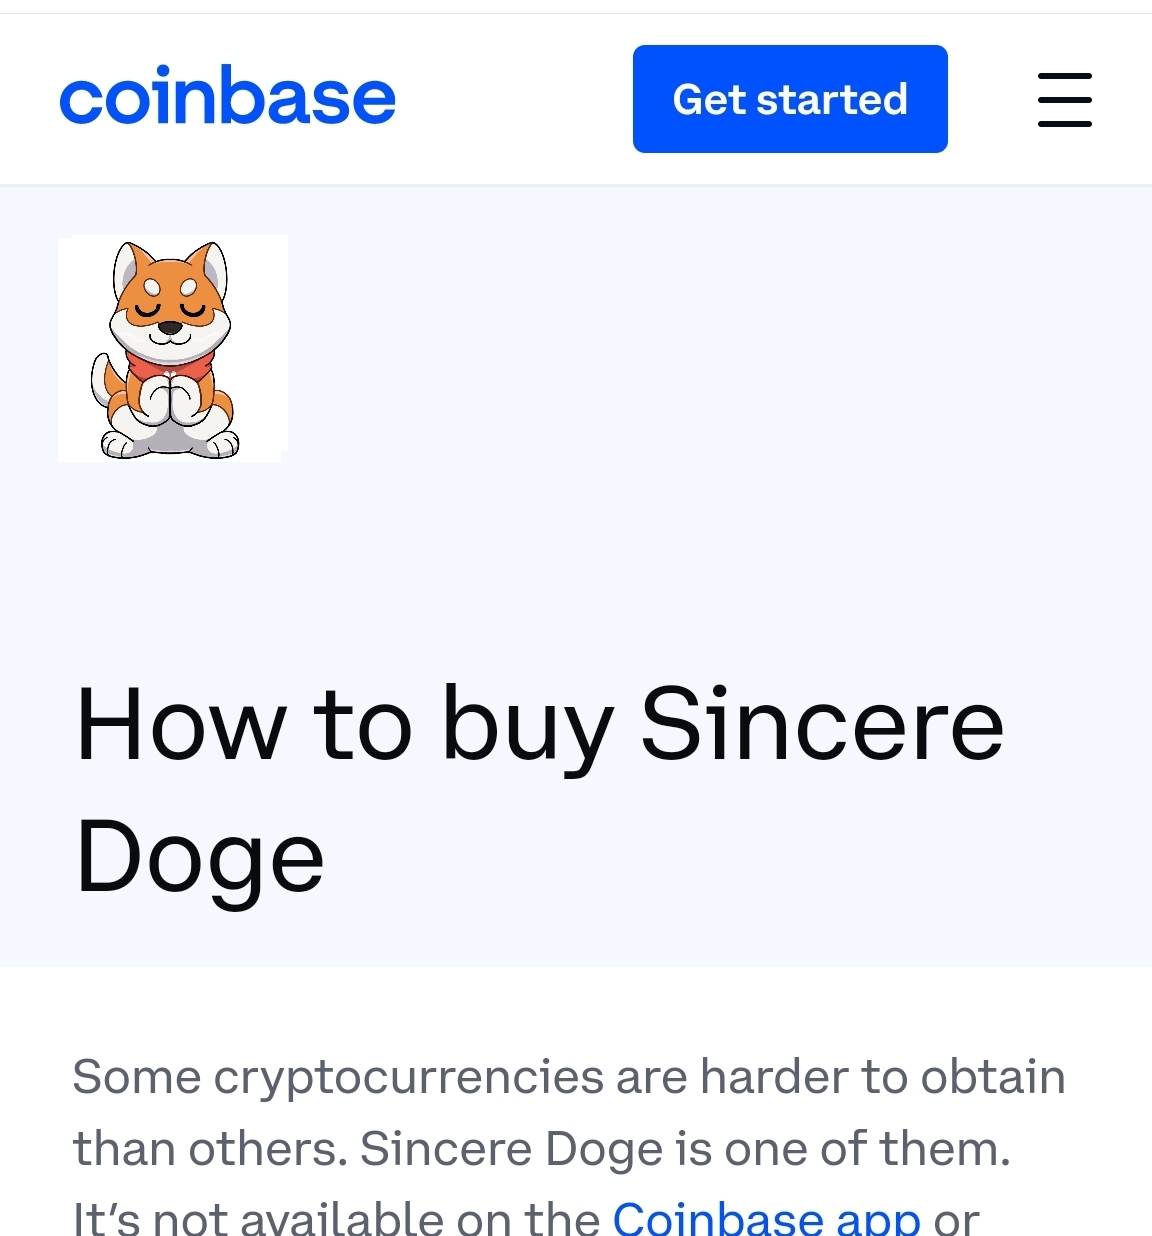 coinbase
Get started
How to buy Sincere
Doge
Some cryptocurrencies are harder to obtain
than others. Sincere Doge is one of them.
It’s not available on the Coinbase app or